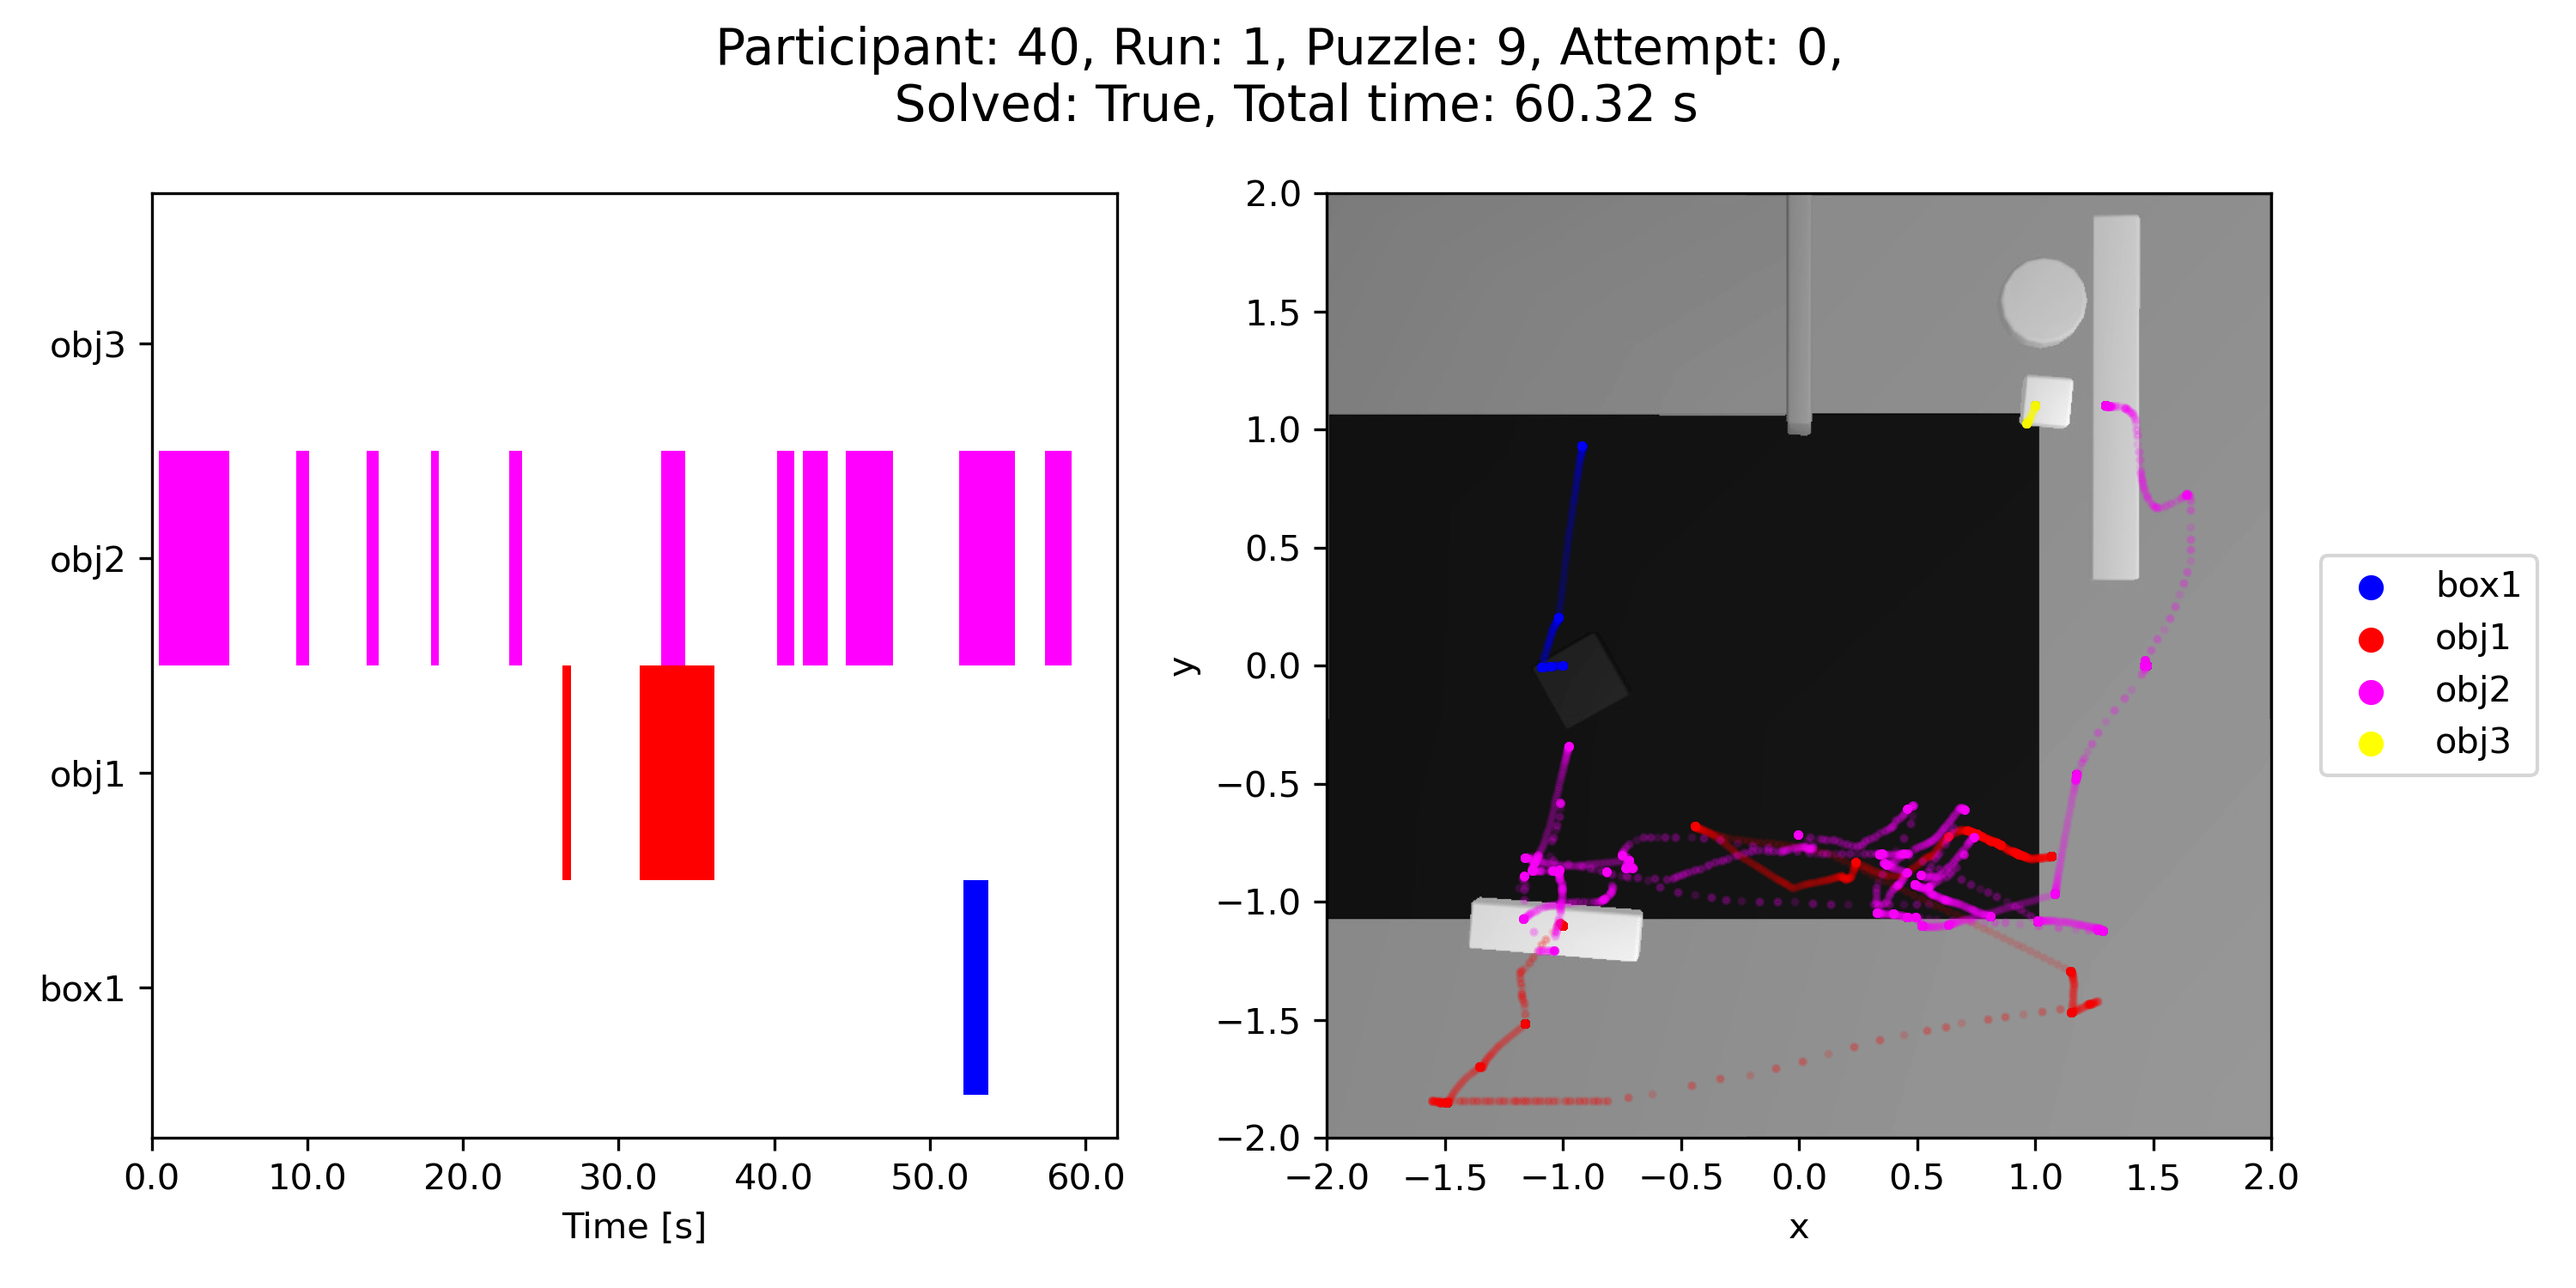 Participant: 40, Run: 1, Puzzle: 9, Attempt: 0,
Solved: True, Total time: 60.32 s
obj3
obj2
obj1
box1
0.0 10.0 20.0 30.0 40.0 50.0 60.0
Time [s]
2.0
1.5
1.0
0.5
0.0
−0.5
−1.0
−1.5
−2.0
y
−2.0 −1.5 −1.0 −0.5 0.0 0.5 1.0 1.5 2.0
x
box1
obj1
obj2
obj3